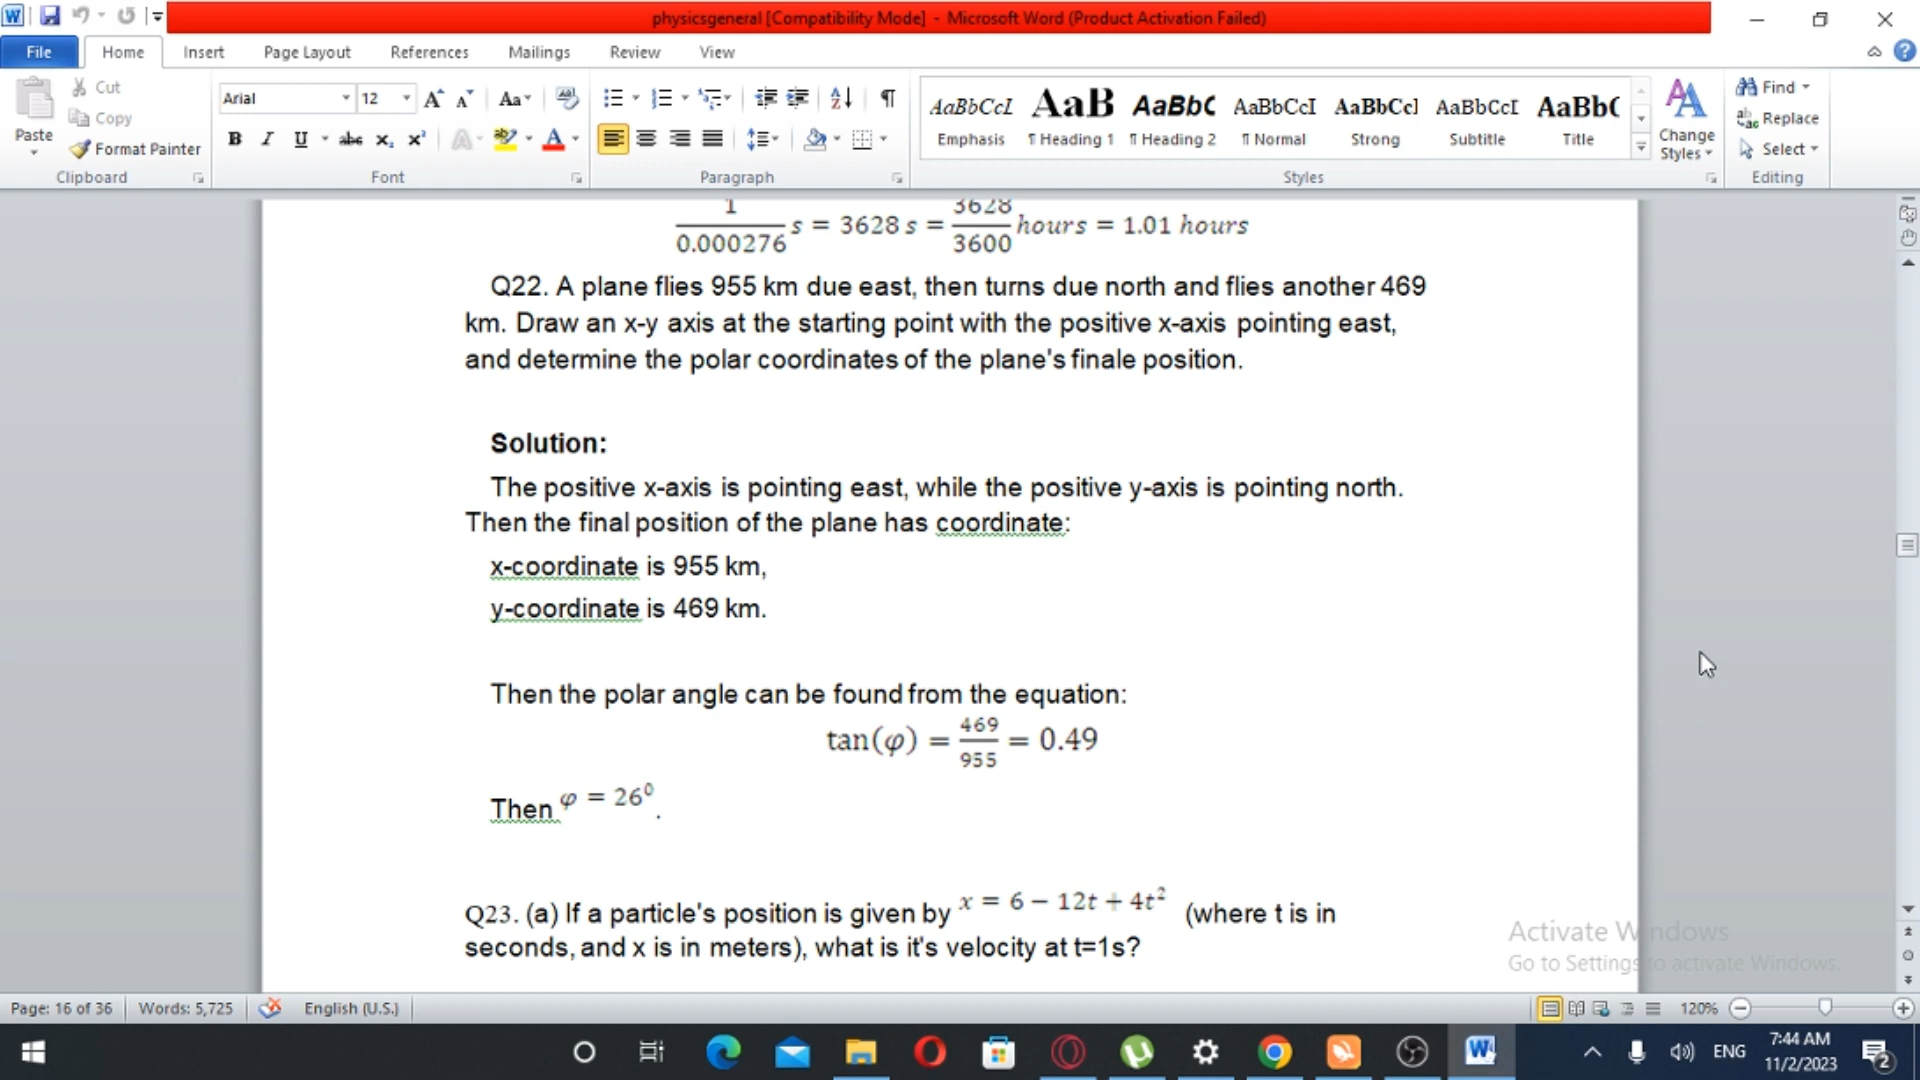 physicsgeneral [Compatibility Mode] - Microsoft Word (Product Activation Failed)
File Home Insert Page Layout References Mailings Review View
Paste
Cut
Copy
Format Painter
Clipboard
Arial 12
Font
Paragraph
AaBbCcI AaB AaBbC AaBbCcI AaBbCcl AaBbCcI AaBb(
Emphasis ¶ Heading 1 ¶ Heading 2 ¶ Normal Strong Subtitle Title
Change Styles
Styles
Find
Replace
Select
Editing
1/0.000276 s = 3628 s = 3628/3600 hours = 1.01 hours
Q22. A plane flies 955 km due east, then turns due north and flies another 469
km. Draw an x-y axis at the starting point with the positive x-axis pointing east,
and determine the polar coordinates of the plane's finale position.
Solution:
The positive x-axis is pointing east, while the positive y-axis is pointing north.
Then the final position of the plane has coordinate:
x-coordinate is 955 km,
y-coordinate is 469 km.
Then the polar angle can be found from the equation:
tan(φ) = 469/955 = 0.49
Then φ = 26⁰.
Q23. (a) If a particle's position is given by x = 6 − 12t + 4t² (where t is in
seconds, and x is in meters), what is it's velocity at t=1s?
Activate Windows
Go to Settings to activate Windows.
Page: 16 of 36 Words: 5,725 English (U.S.) 120%
ENG 7:44 AM
11/2/2023
2